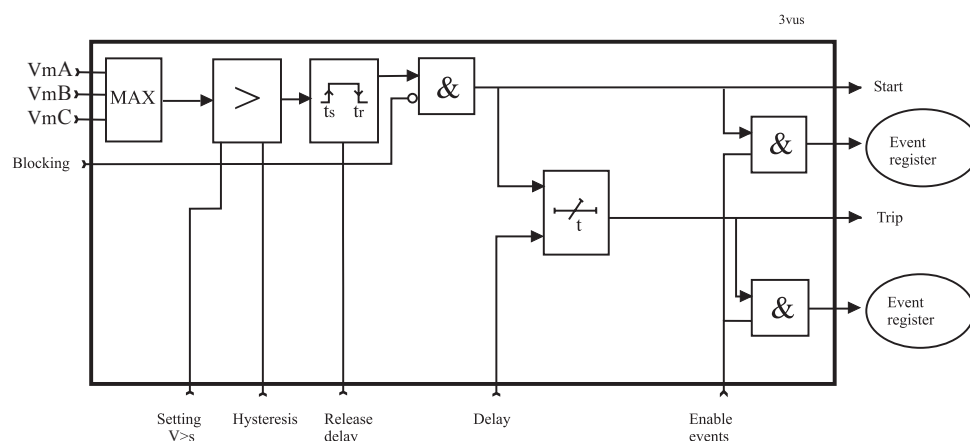 3vus
VmA
VmB
VmC
MAX
>
ts tr
&
Start
&
Event
register
Blocking
t
Trip
&
Event
register
Setting
V>s
Hysteresis
Release
delay
Delay
Enable
events